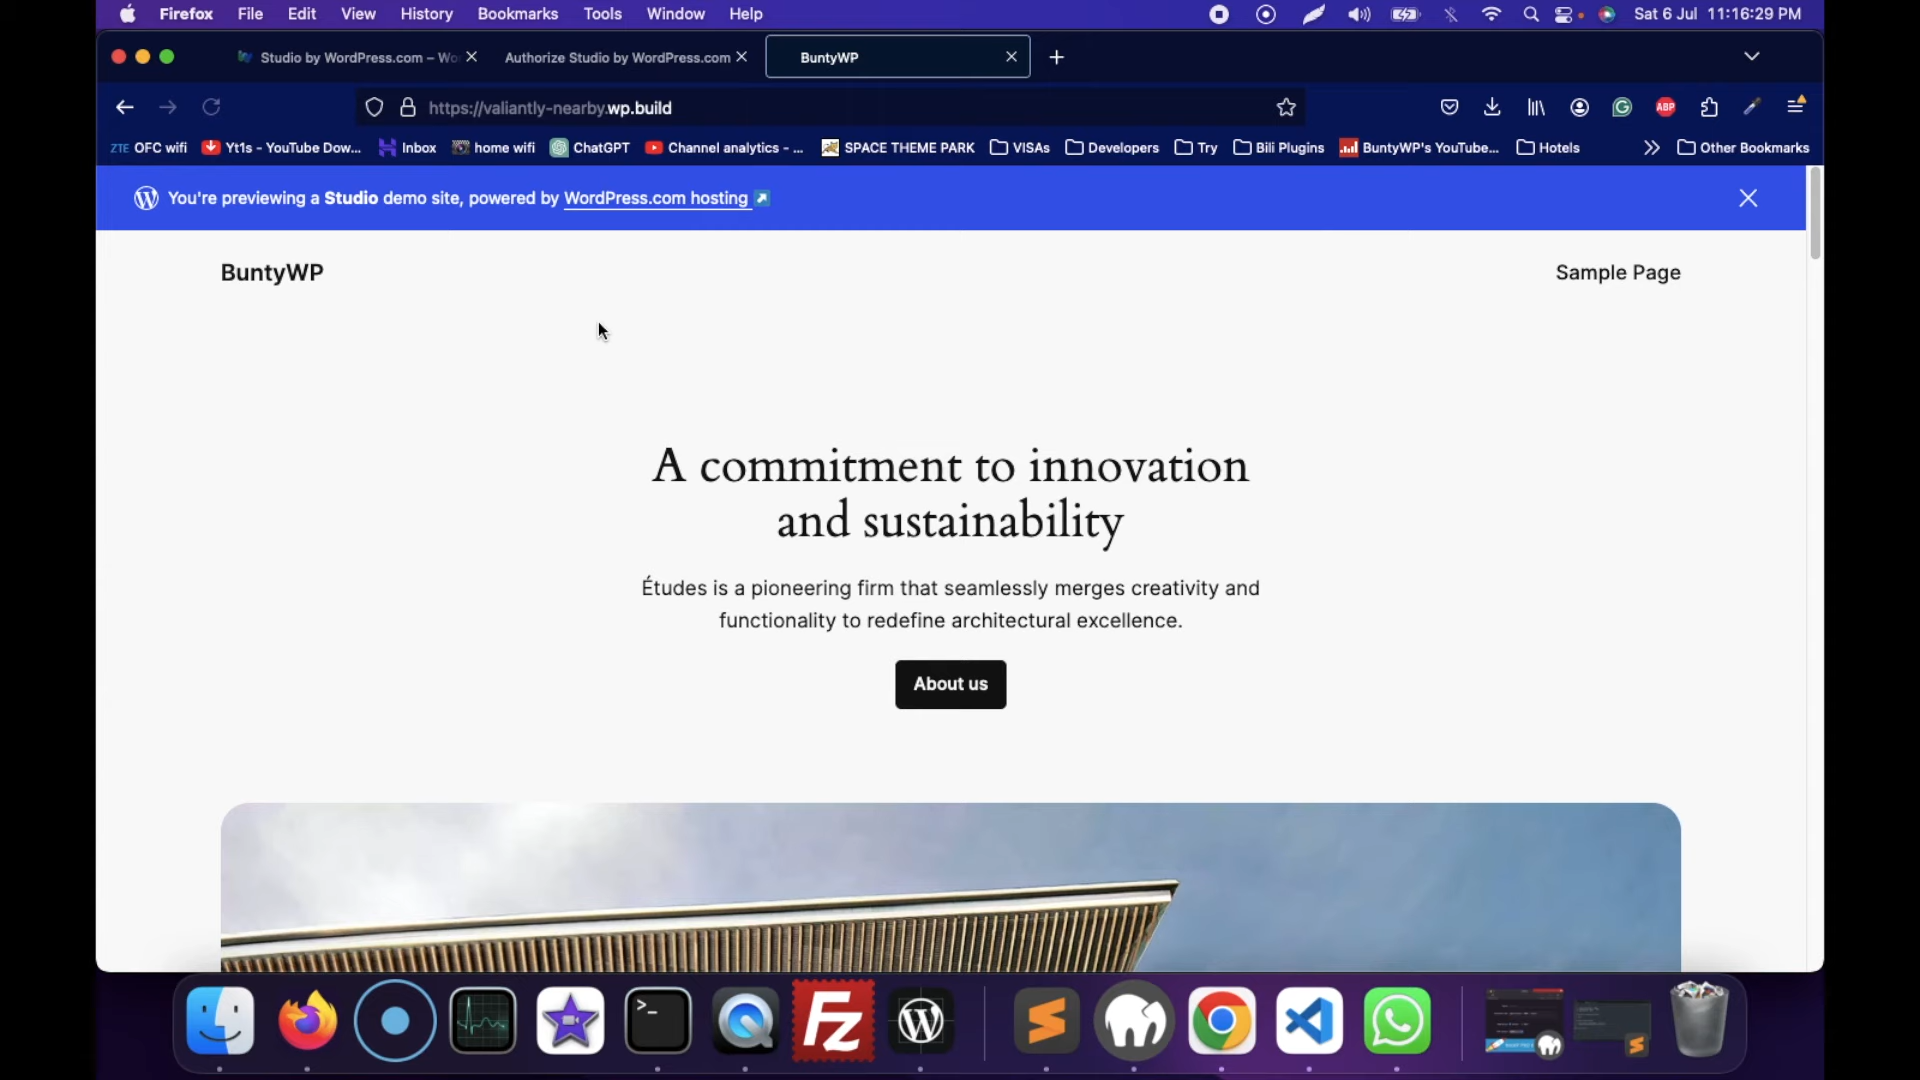 Firefox File Edit View History Bookmarks Tools Window Help Sat 6 Jul 11:16:29 PM
Studio by WordPress.com – Wo Authorize Studio by WordPress.com BuntyWP
https://valiantly-nearby.wp.build
ABP
ZTE OFC wifi Yt1s - YouTube Dow... Inbox home wifi ChatGPT Channel analytics - ... SPACE THEME PARK VISAs Developers Try Bili Plugins BuntyWP's YouTube... Hotels Other Bookmarks
You're previewing a Studio demo site, powered by WordPress.com hosting
BuntyWP Sample Page
A commitment to innovation
and sustainability
Études is a pioneering firm that seamlessly merges creativity and
functionality to redefine architectural excellence.
About us
Fz